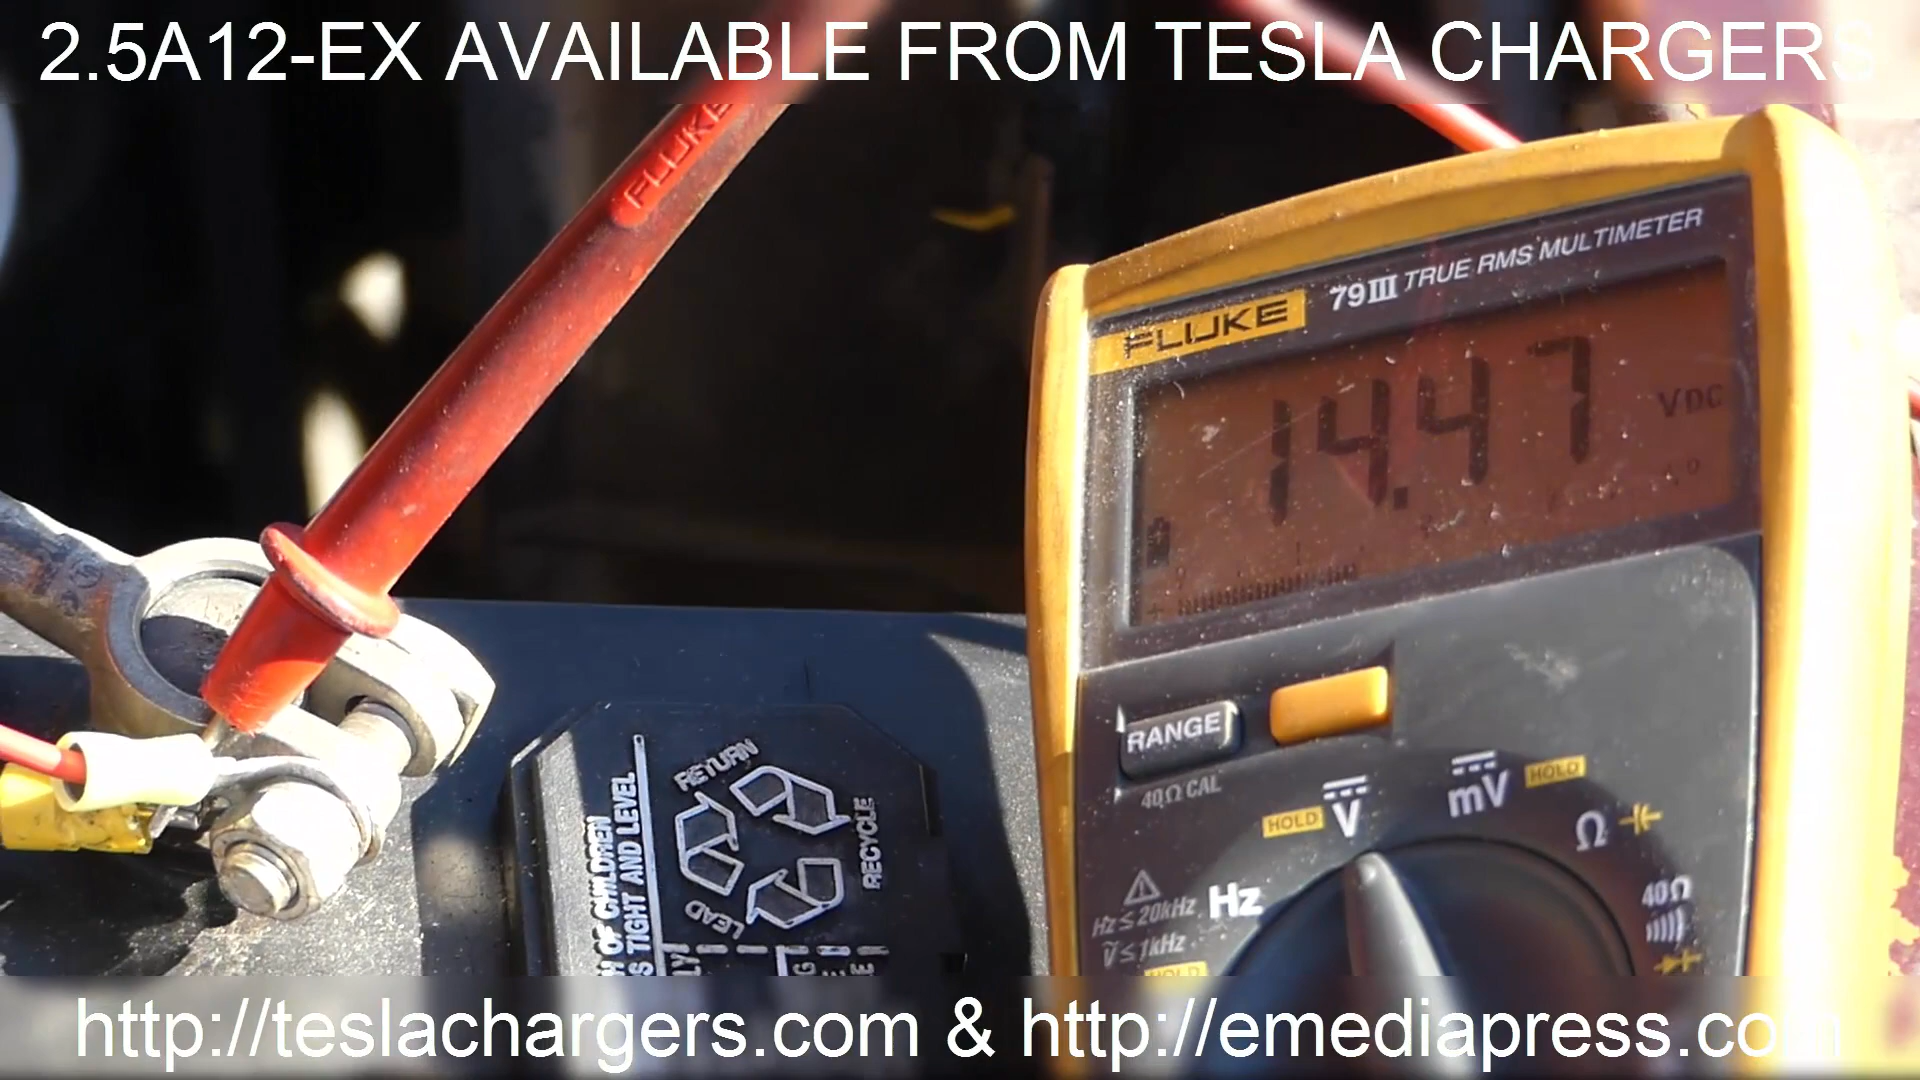 2.5A12-EX AVAILABLE FROM TESLA CHARGERS
FLUKE
FLUKE 79III TRUE RMS MULTIMETER
14.47 VDC
RANGE
40Ω CAL
HOLD V
mV HOLD
Ω
40Ω
Hz
Hz ≤ 20kHz
V ≤ 1kHz
HOLD
RETURN
RECYCLE
LEAD
OF CHILDREN
TIGHT AND LEVEL
http://teslachargers.com & http://emediapress.com